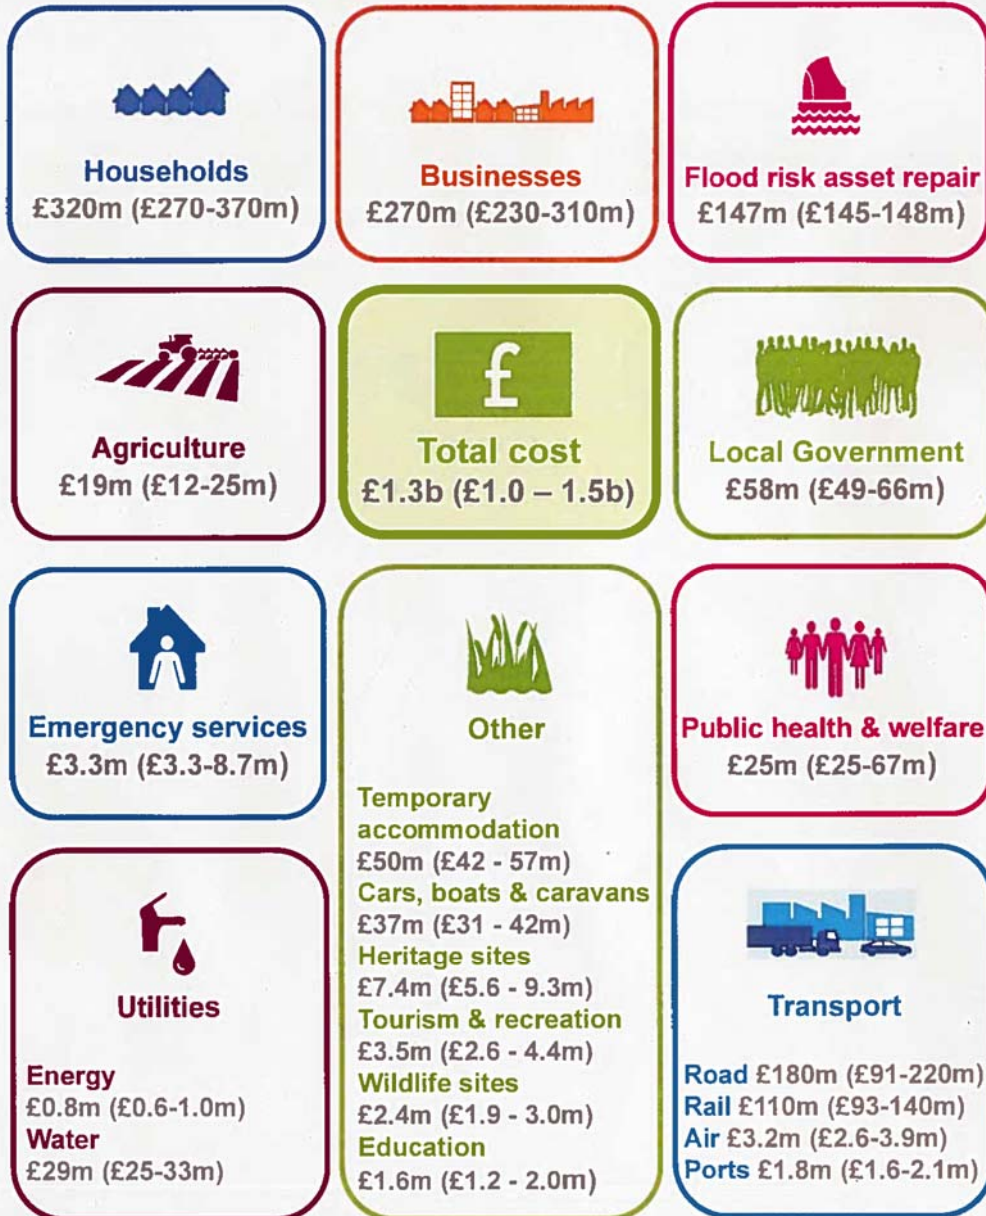 Households
£320m (£270-370m)
Businesses
£270m (£230-310m)
Flood risk asset repair
£147m (£145-148m)
Agriculture
£19m (£12-25m)
£
Total cost
£1.3b (£1.0 – 1.5b)
Local Government
£58m (£49-66m)
Emergency services
£3.3m (£3.3-8.7m)
Other
Temporary
accommodation
£50m (£42 - 57m)
Cars, boats & caravans
£37m (£31 - 42m)
Heritage sites
£7.4m (£5.6 - 9.3m)
Tourism & recreation
£3.5m (£2.6 - 4.4m)
Wildlife sites
£2.4m (£1.9 - 3.0m)
Education
£1.6m (£1.2 - 2.0m)
Public health & welfare
£25m (£25-67m)
Utilities
Energy
£0.8m (£0.6-1.0m)
Water
£29m (£25-33m)
Transport
Road £180m (£91-220m)
Rail £110m (£93-140m)
Air £3.2m (£2.6-3.9m)
Ports £1.8m (£1.6-2.1m)